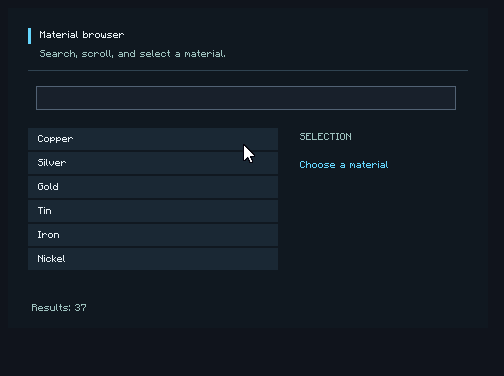 Material browser
Search, scroll, and select a material.
Copper
Silver
Gold
Tin
Iron
Nickel
SELECTION
Choose a material
Results: 37